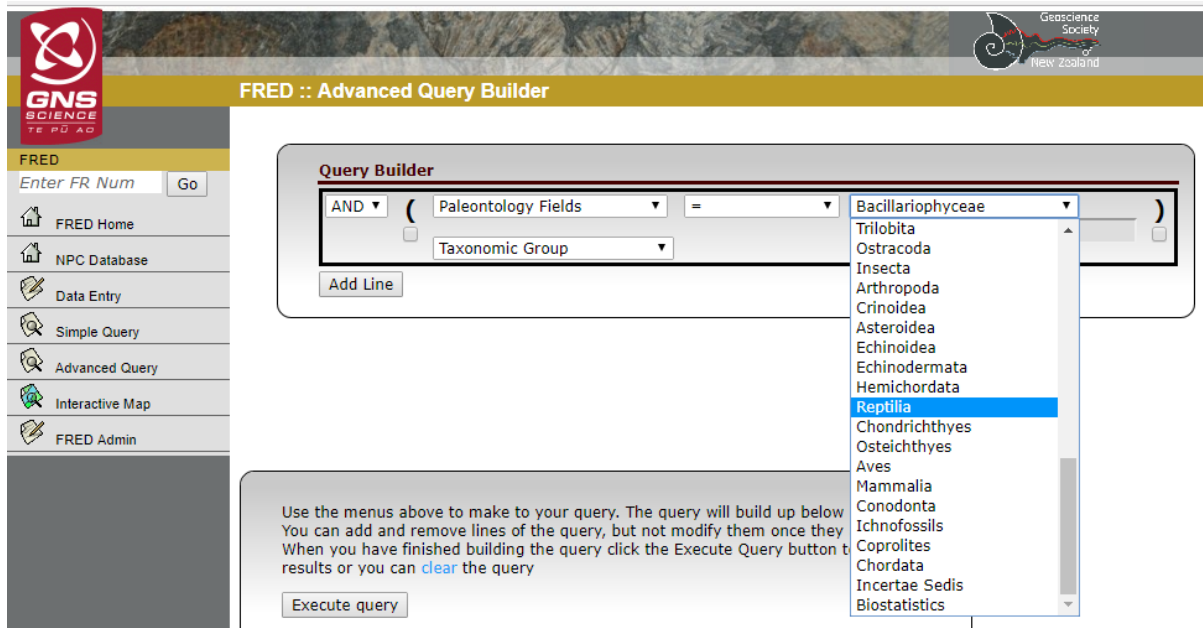 Geoscience
Society
of
New Zealand
GNS
SCIENCE
TE PŪ AO
FRED :: Advanced Query Builder
FRED
Enter FR Num
Go
FRED Home
NPC Database
Data Entry
Simple Query
Advanced Query
Interactive Map
FRED Admin
Query Builder
AND ▼ ( Paleontology Fields ▼ = ▼ Bacillariophyceae ▼ )
Taxonomic Group ▼
Add Line
Trilobita
Ostracoda
Insecta
Arthropoda
Crinoidea
Asteroidea
Echinoidea
Echinodermata
Hemichordata
Reptilia
Chondrichthyes
Osteichthyes
Aves
Mammalia
Conodonta
Ichnofossils
Coprolites
Chordata
Incertae Sedis
Biostatistics
Use the menus above to make to your query. The query will build up below
You can add and remove lines of the query, but not modify them once they
When you have finished building the query click the Execute Query button t
results or you can clear the query
Execute query